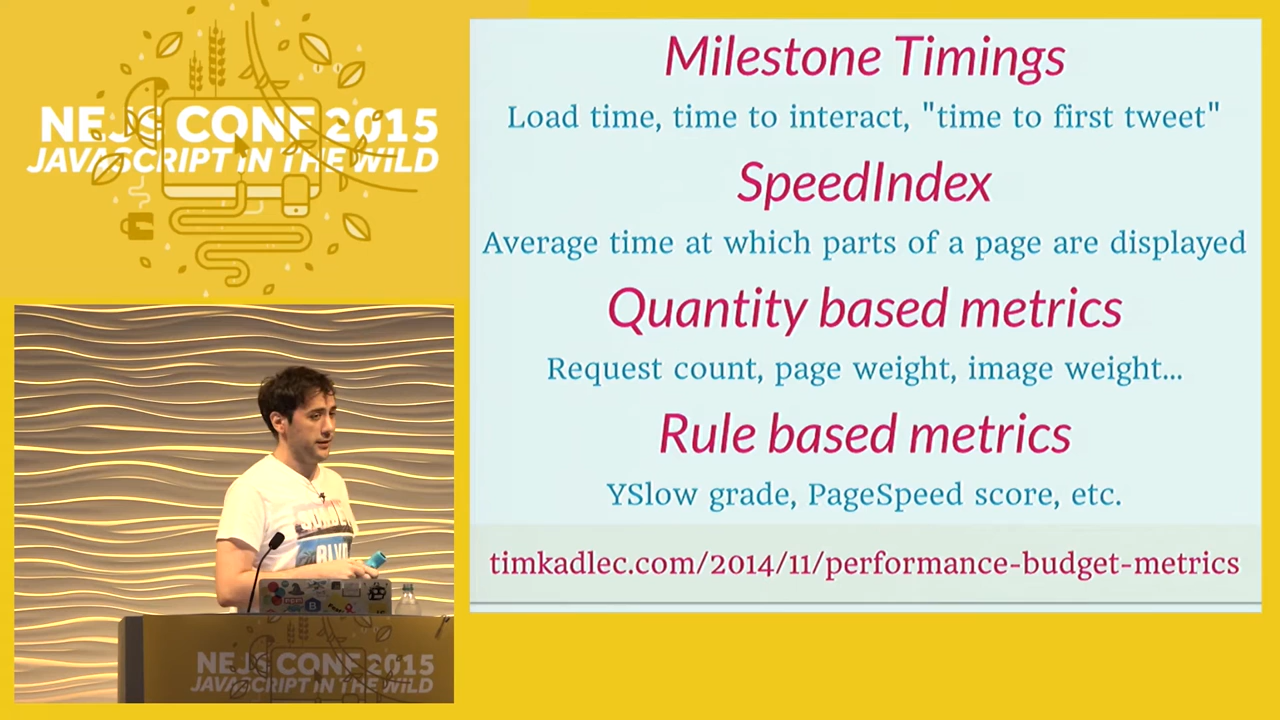 NEJS CONF 2015
JAVASCRIPT IN THE WILD
Milestone Timings
Load time, time to interact, "time to first tweet"
SpeedIndex
Average time at which parts of a page are displayed
Quantity based metrics
Request count, page weight, image weight...
Rule based metrics
YSlow grade, PageSpeed score, etc.
timkadlec.com/2014/11/performance-budget-metrics
BLVD
NEJS CONF 2015
JAVASCRIPT IN THE WILD